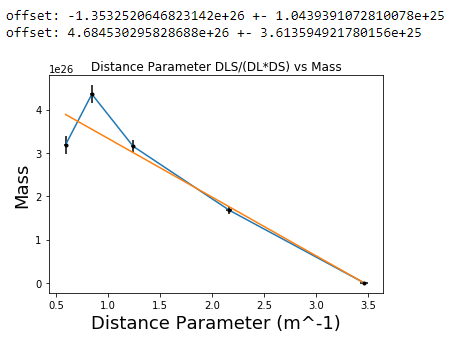 offset: -1.3532520646823142e+26 +- 1.0439391072810078e+25
offset: 4.684530295828688e+26 +- 3.613594921780156e+25
Distance Parameter DLS/(DL*DS) vs Mass
1e26
4
3
2
1
0
Mass
0.5 1.0 1.5 2.0 2.5 3.0 3.5
Distance Parameter (m^-1)